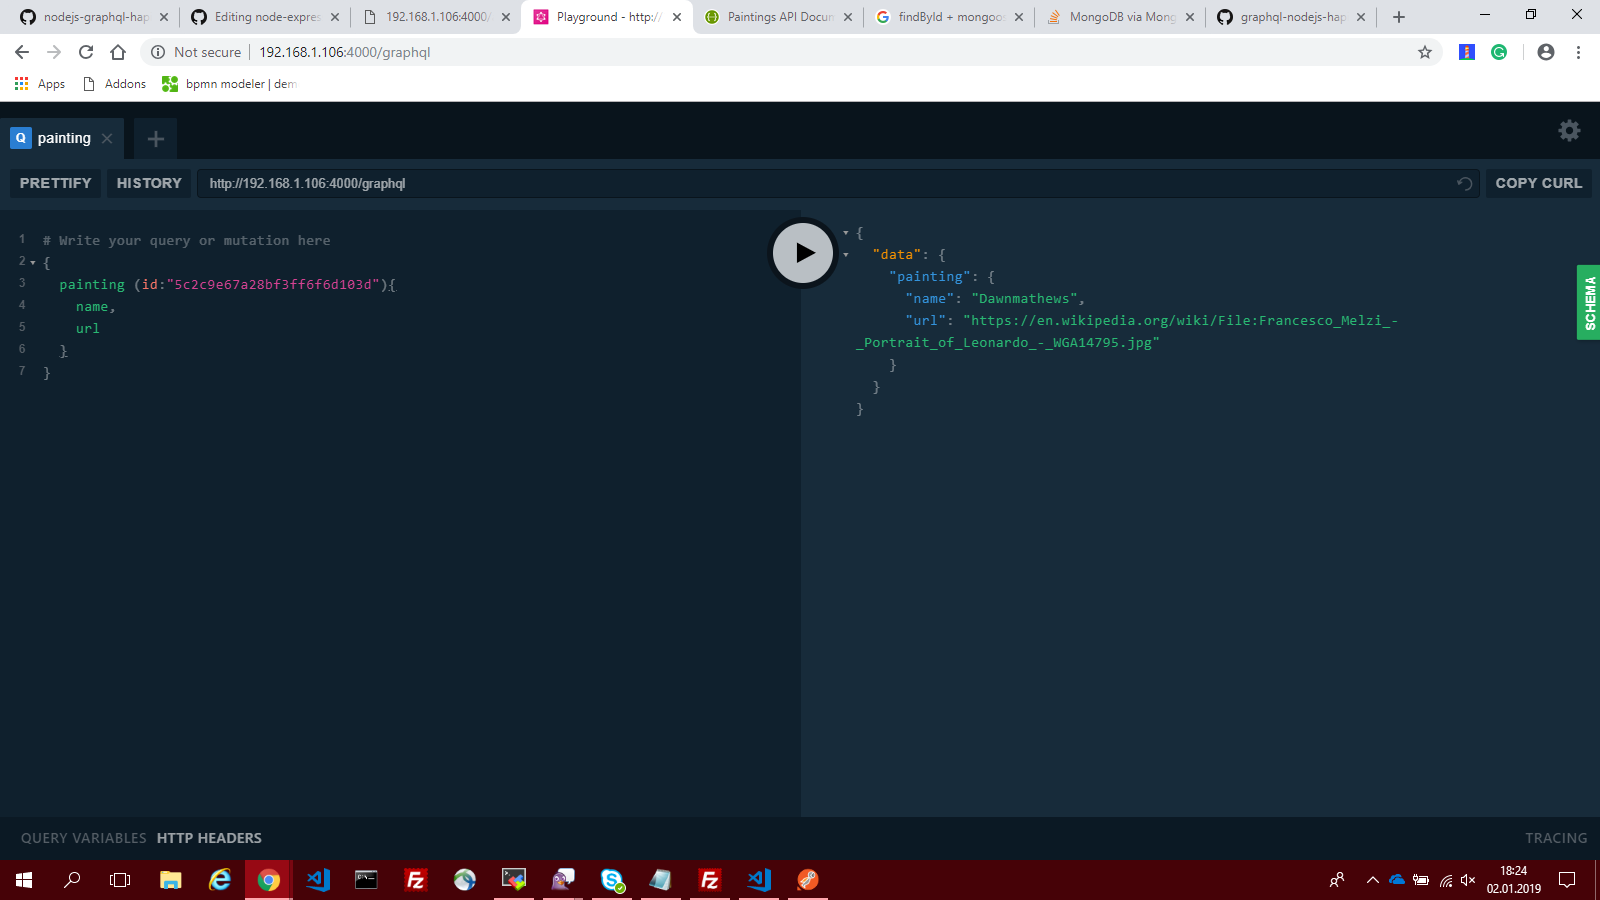 nodejs-graphql-hap
Editing node-expres
192.168.1.106:4000/
Playground - http://
Paintings API Docum
findById + mongoos
MongoDB via Mong
graphql-nodejs-hap
Not secure
192.168.1.106:4000/graphql
Apps
Addons
bpmn modeler | dem
Q painting
PRETTIFY
HISTORY
http://192.168.1.106:4000/graphql
COPY CURL
1 # Write your query or mutation here
2 {
3 painting (id:"5c2c9e67a28bf3ff6f6d103d"){
4 name,
5 url
6 }
7 }
{
"data": {
"painting": {
"name": "Dawnmathews",
"url": "https://en.wikipedia.org/wiki/File:Francesco_Melzi_-
_Portrait_of_Leonardo_-_WGA14795.jpg"
}
}
}
SCHEMA
QUERY VARIABLES
HTTP HEADERS
TRACING
18:24
02.01.2019